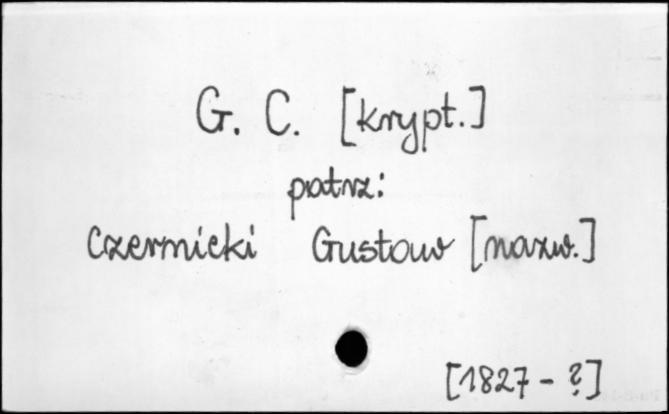 G. C. [krypt.]
patrz:
Czermicki Gustaw [nazw.]
[1827 - ?]